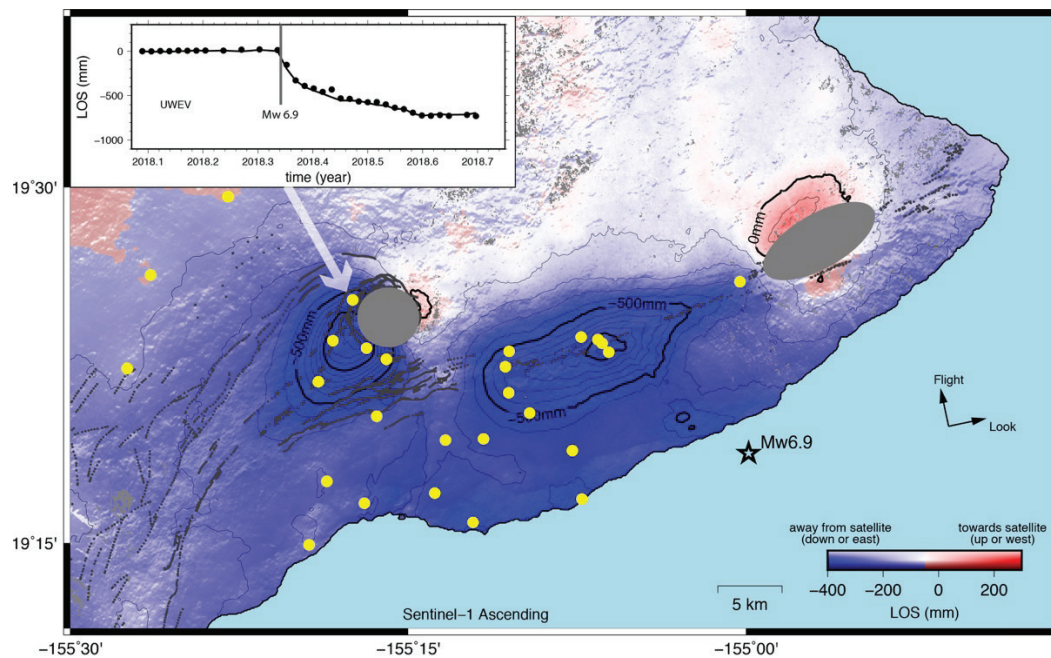 0
−500
−1000
LOS (mm)
UWEV
Mw 6.9
2018.1 2018.2 2018.3 2018.4 2018.5 2018.6 2018.7
time (year)
19˚30'
0mm
−500mm
−500mm
−500mm
Flight
Look
Mw6.9
19˚15'
away from satellite
(down or east)
towards satellite
(up or west)
−400 −200 0 200
LOS (mm)
5 km
Sentinel−1 Ascending
−155˚30' −155˚15' −155˚00'